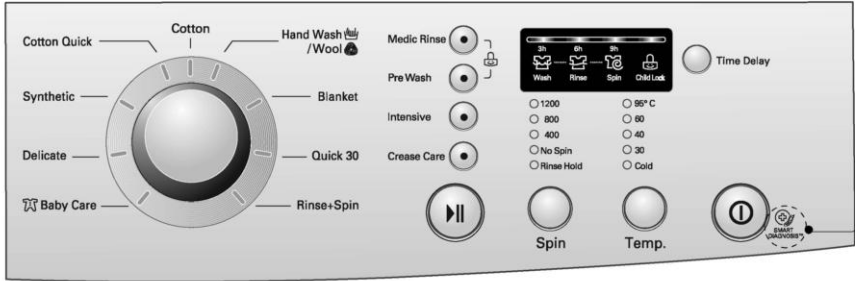 Cotton
Cotton Quick
Hand Wash
/Wool
Synthetic
Blanket
Delicate
Quick 30
Baby Care
Rinse+Spin
Medic Rinse
Pre Wash
Intensive
Crease Care
3h 6h 9h
Wash Rinse Spin Child Lock
Time Delay
1200
800
400
No Spin
Rinse Hold
95° C
60
40
30
Cold
Spin
Temp.
SMART
DIAGNOSIS™